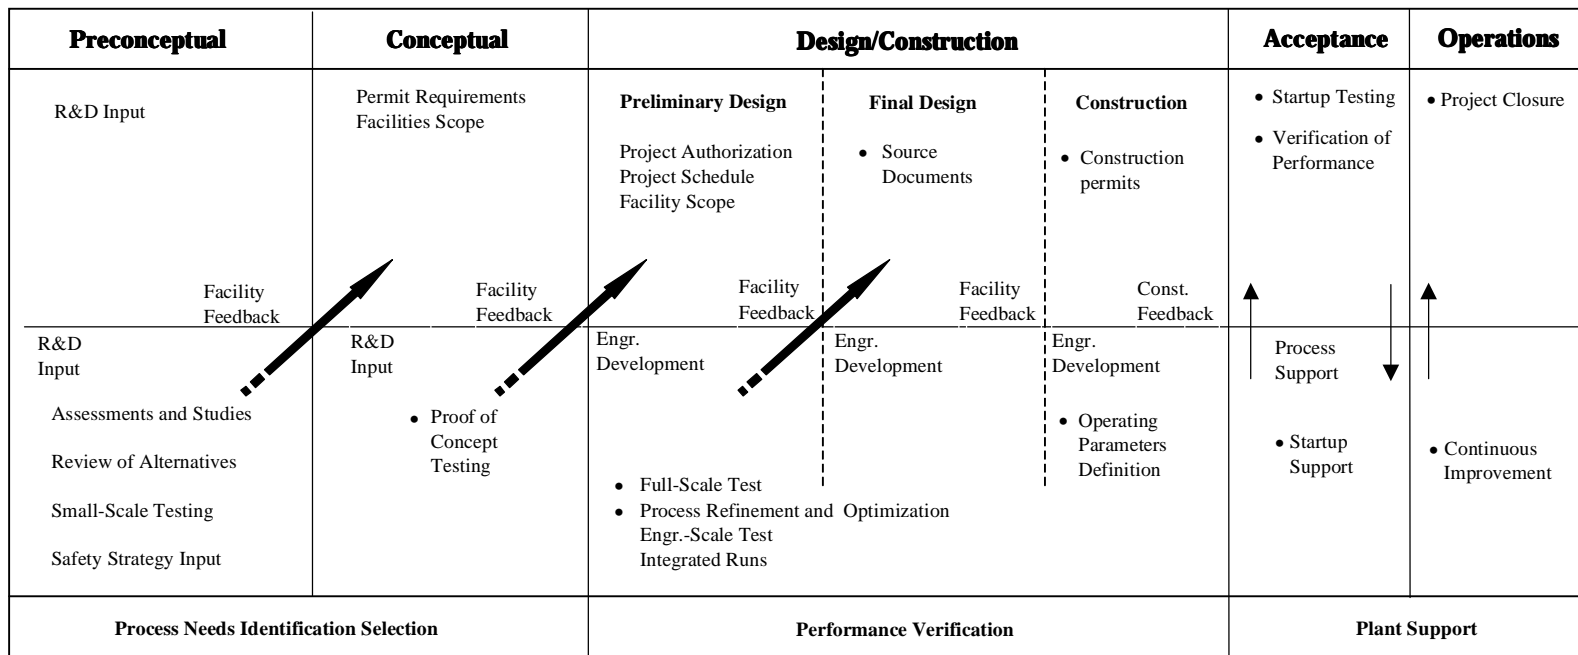 Preconceptual
Conceptual
Design/Construction
Acceptance
Operations
R&D Input
Permit Requirements
Facilities Scope
Preliminary Design
Project Authorization
Project Schedule
Facility Scope
Final Design
• Source
Documents
Construction
• Construction
permits
• Startup Testing
• Verification of
Performance
• Project Closure
Facility
Feedback
Facility
Feedback
Facility
Feedback
Facility
Feedback
Const.
Feedback
R&D
Input
Assessments and Studies
Review of Alternatives
Small-Scale Testing
Safety Strategy Input
R&D
Input
• Proof of
Concept
Testing
Engr.
Development
• Full-Scale Test
• Process Refinement and Optimization
Engr.-Scale Test
Integrated Runs
Engr.
Development
Engr.
Development
• Operating
Parameters
Definition
Process
Support
• Startup
Support
• Continuous
Improvement
Process Needs Identification Selection
Performance Verification
Plant Support